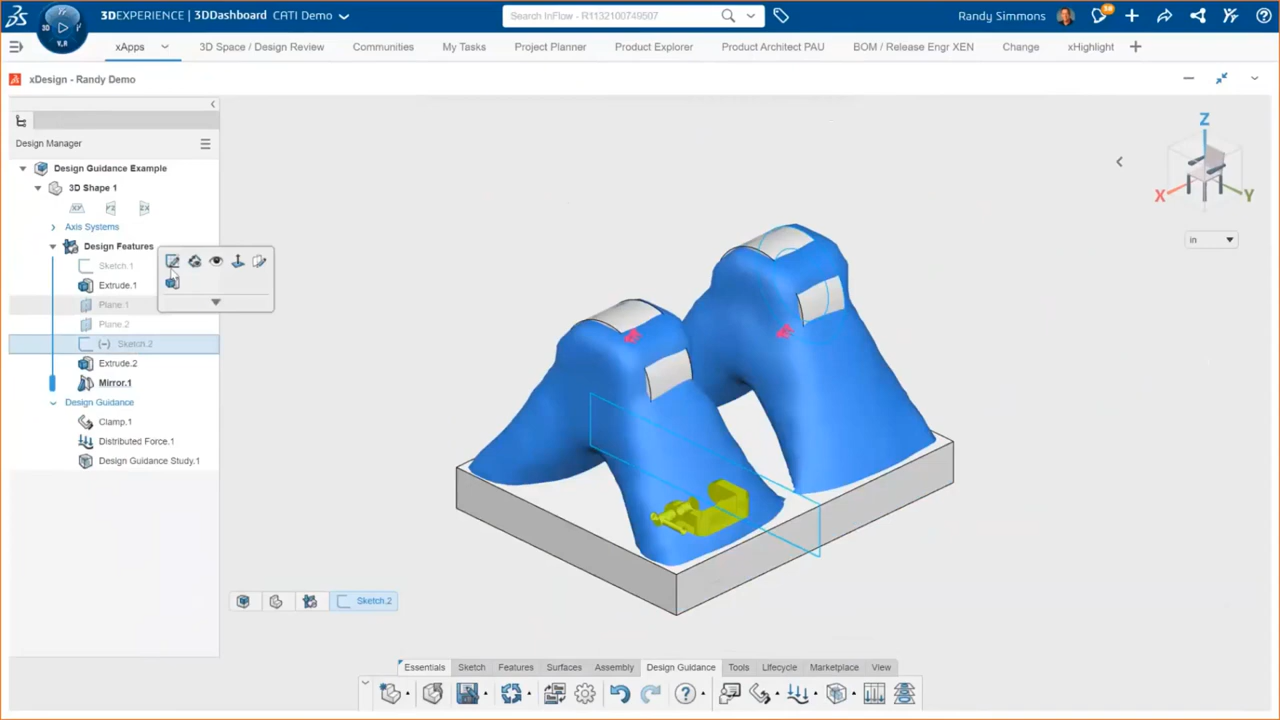 3DEXPERIENCE | 3DDashboard CATI Demo
Search InFlow - R1132100749507
Randy Simmons
3D
V,R
xApps
3D Space / Design Review
Communities
My Tasks
Project Planner
Product Explorer
Product Architect PAU
BOM / Release Engr XEN
Change
xHighlight
xDesign - Randy Demo
Design Manager
Design Guidance Example
3D Shape 1
XY
YZ
ZX
Axis Systems
Design Features
Sketch.1
Extrude.1
Plane.1
Plane.2
(-) Sketch.2
Extrude.2
Mirror.1
Design Guidance
Clamp.1
Distributed Force.1
Design Guidance Study.1
Z
X
Y
in
Sketch.2
Essentials
Sketch
Features
Surfaces
Assembly
Design Guidance
Tools
Lifecycle
Marketplace
View